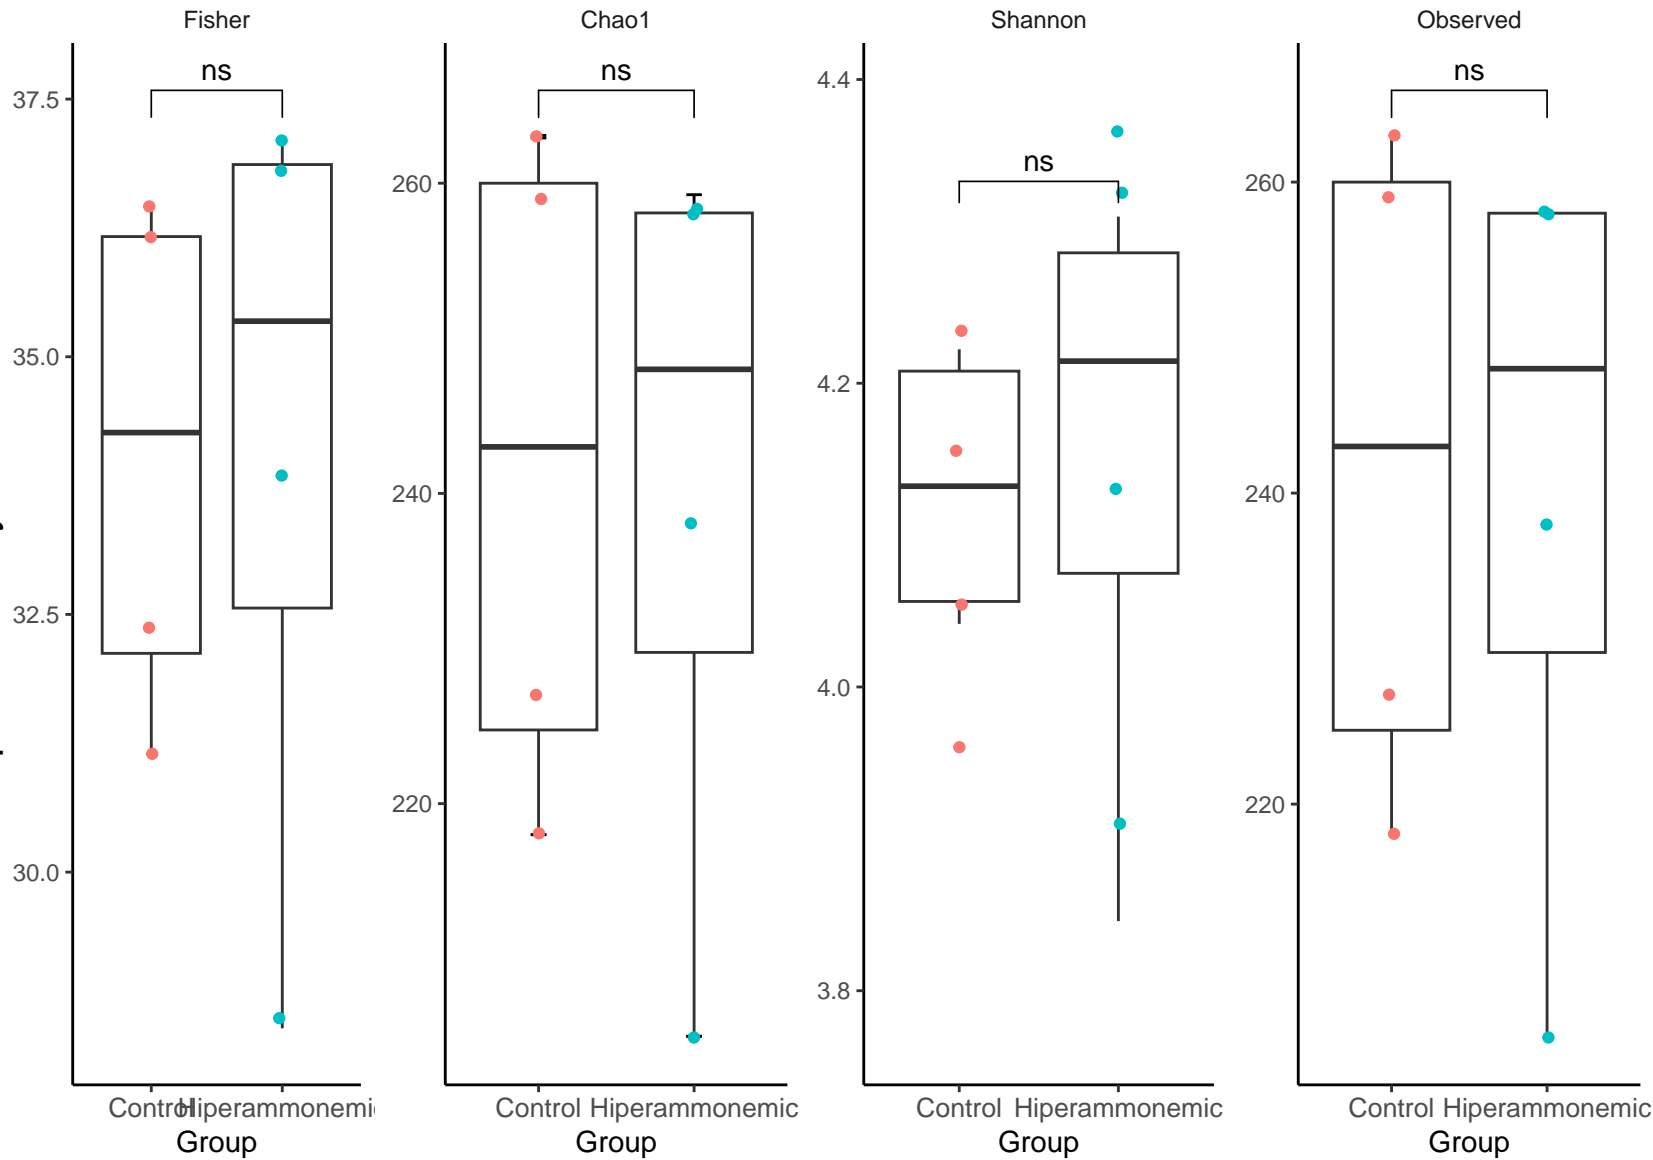 Fisher
Chao1
Shannon
Observed
ns
ns
ns
ns
37.5
35.0
32.5
30.0
260
240
220
4.4
4.2
4.0
3.8
260
240
220
Control Hiperammonemic
Control Hiperammonemic
Control Hiperammonemic
Control Hiperammonemic
Group
Group
Group
Group